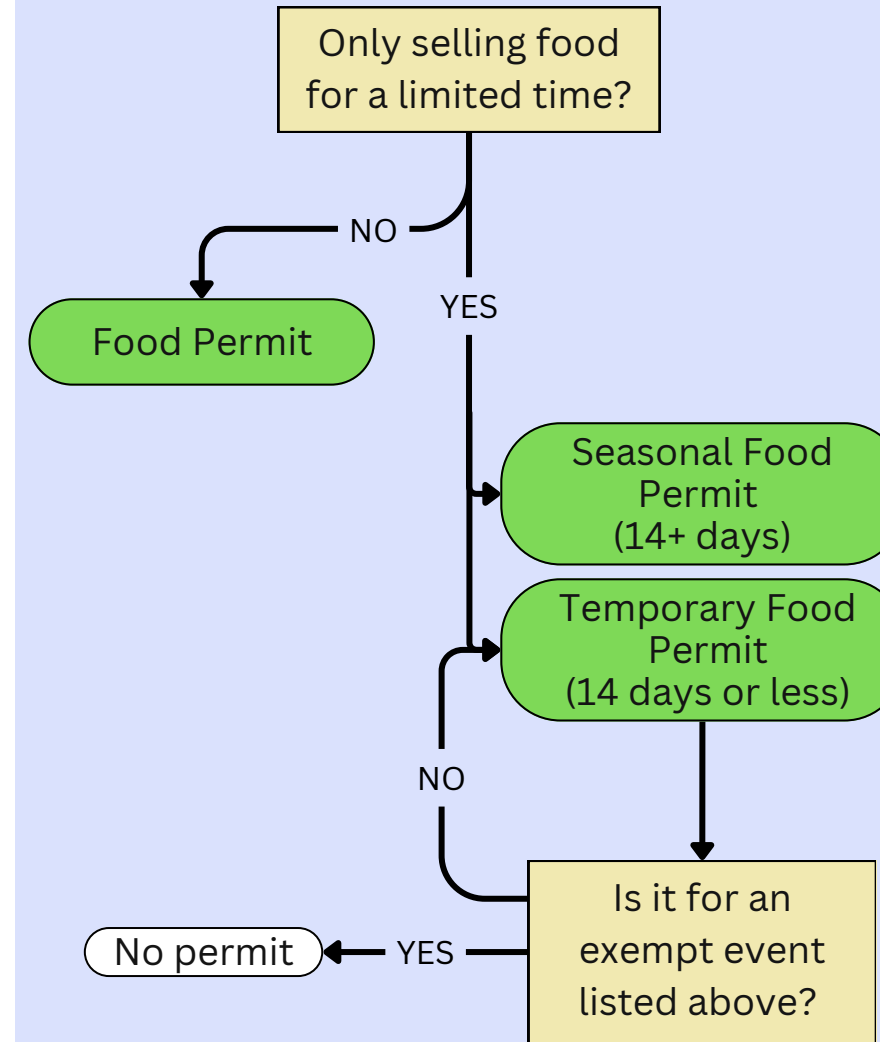 Only selling food
for a limited time?
NO
YES
Food Permit
Seasonal Food
Permit
(14+ days)
Temporary Food
Permit
(14 days or less)
NO
Is it for an
exempt event
listed above?
YES
No permit